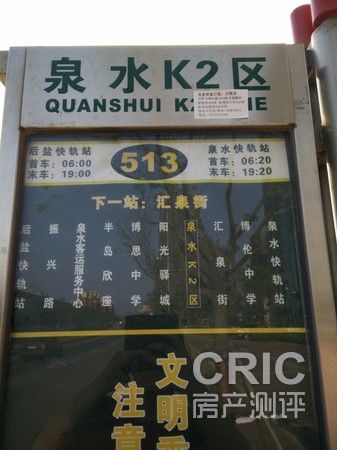 泉水K2区
QUANSHUI K2
后盐快轨站
首车：06:00
末车：19:00
513
泉水快轨站
首车：06:20
末车：19:00
下一站：汇泉街
后盐快轨站
振兴路
泉水客运服务中心
半岛欣座
博思中学
阳光驿城
泉水K2区
汇泉街
博伦中学
泉水快轨站
文明乘
注意
CRIC
房产测评